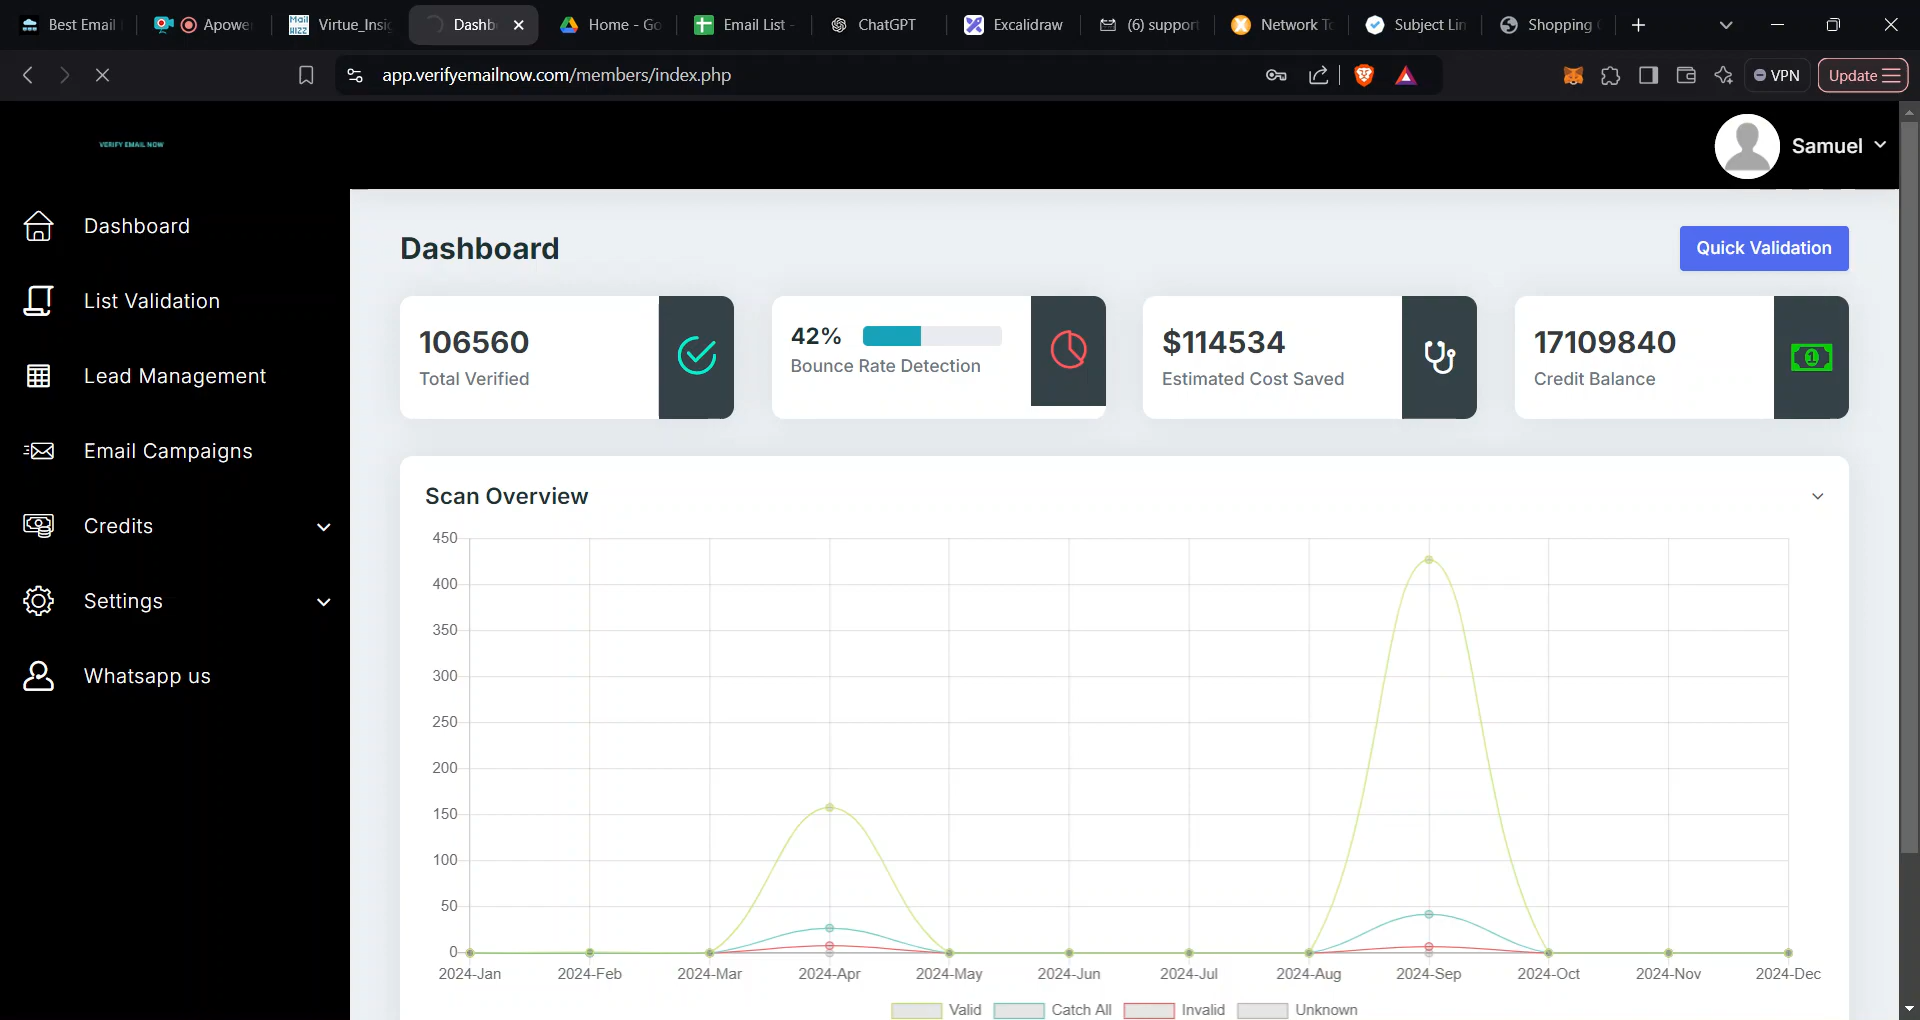 Best Email
Apowe
Virtue_Insi
Dashb
Home - Go
Email List -
ChatGPT
Excalidraw
(6) support
Network To
Subject Lin
Shopping
app.verifyemailnow.com/members/index.php
VPN
Update
VERIFY EMAIL NOW
Samuel
Dashboard
List Validation
Lead Management
Email Campaigns
Credits
Settings
Whatsapp us
Dashboard
Quick Validation
106560
Total Verified
42%
Bounce Rate Detection
$114534
Estimated Cost Saved
17109840
Credit Balance
Scan Overview
450
400
350
300
250
200
150
100
50
0
2024-Jan 2024-Feb 2024-Mar 2024-Apr 2024-May 2024-Jun 2024-Jul 2024-Aug 2024-Sep 2024-Oct 2024-Nov 2024-Dec
Valid Catch All Invalid Unknown